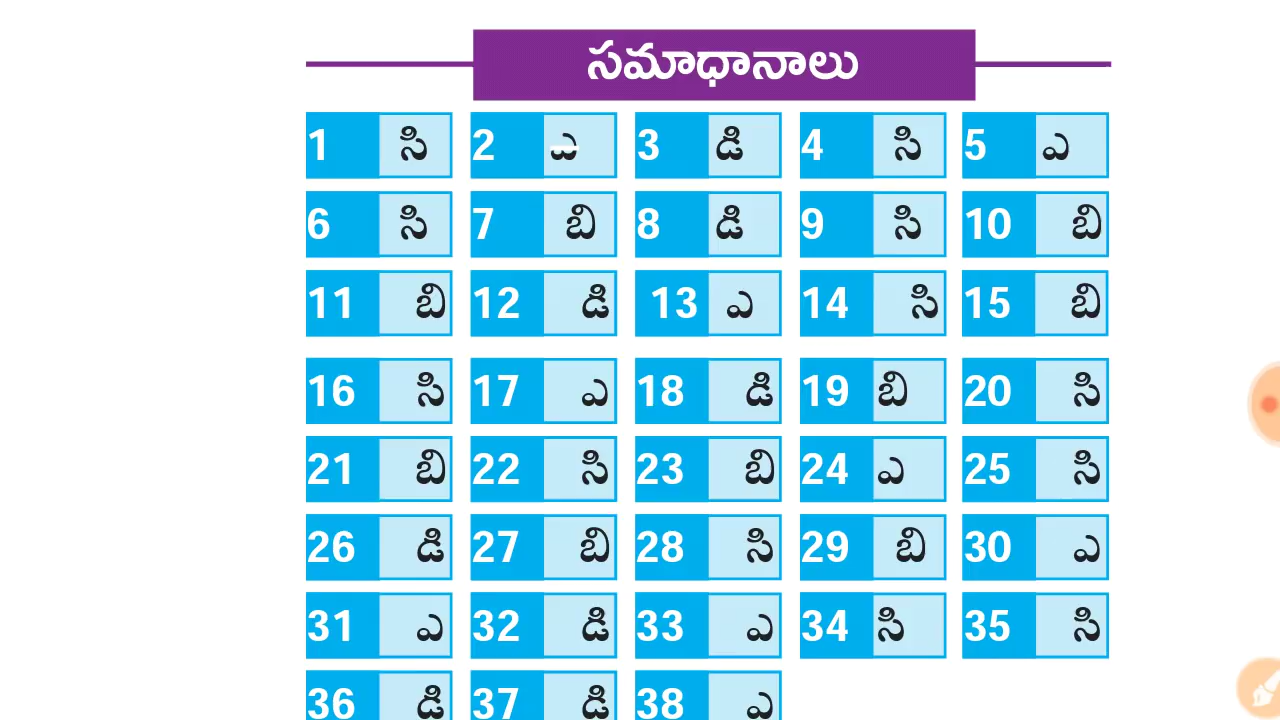 సమాధానాలు
1 సి 2 ఎ 3 డి 4 సి 5 ఎ
6 సి 7 బి 8 డి 9 సి 10 బి
11 బి 12 డి 13 ఎ 14 సి 15 బి
16 సి 17 ఎ 18 డి 19 బి 20 సి
21 బి 22 సి 23 బి 24 ఎ 25 సి
26 డి 27 బి 28 సి 29 బి 30 ఎ
31 ఎ 32 డి 33 ఎ 34 సి 35 సి
36 డి 37 డి 38 ఎ